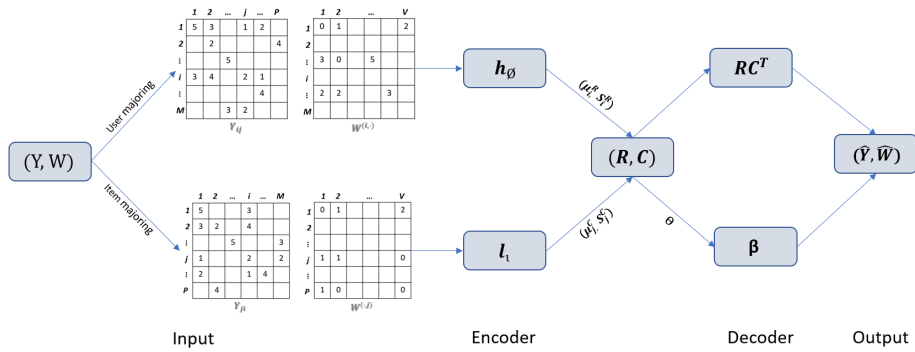 1 2 ... j ... P
1 5 3 1 2
2 2 4
⋮ 5
i 3 4 2 1
⋮ 4
M 3 2
Y_ij
1 2 ... V
1 0 1 2
2
⋮ 3 0 5
i
⋮ 2 2 3
M
W^(i,·)
User majoring
(Y, W)
Item majoring
1 2 ... i ... M
1 5 3
2 3 2 4
⋮ 5 3
j 1 2 2
⋮ 2 1 4
P 4
Y_ji
1 2 ... V
1 0 1 2
2
⋮
j 1 1 0
⋮
P 1 0 0
W^(·,j)
h_Ø
(μ_i^R, S_i^R)
l_ι
(μ_j^C, S_j^C)
(R, C)
RC^T
Θ
β
(Ŷ, Ŵ)
Input Encoder Decoder Output